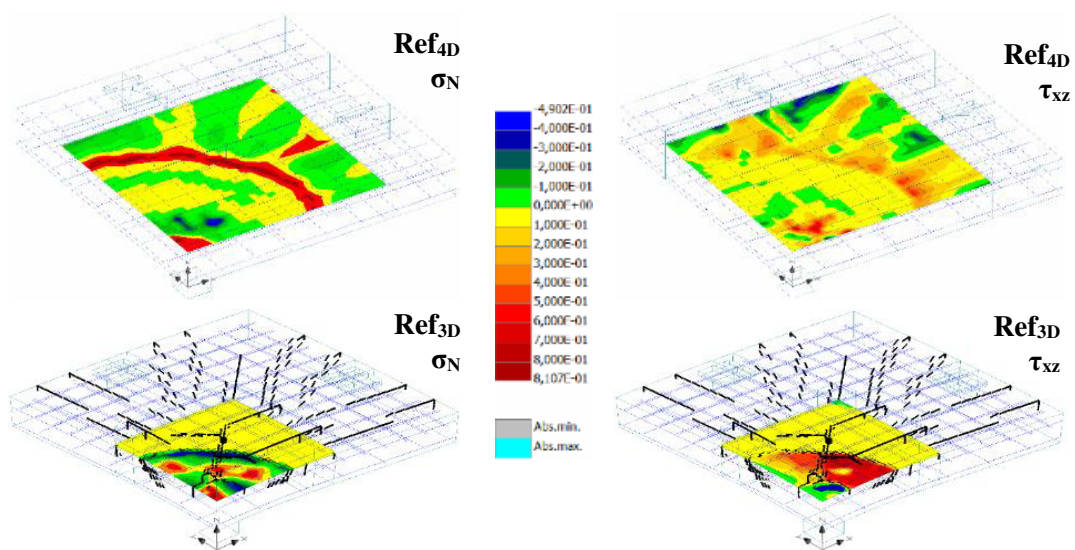 Ref4D
σN
Ref4D
τxz
-4,902E-01
-4,000E-01
-3,000E-01
-2,000E-01
-1,000E-01
0,000E+00
1,000E-01
2,000E-01
3,000E-01
4,000E-01
5,000E-01
6,000E-01
7,000E-01
8,000E-01
8,107E-01
Abs.min.
Abs.max.
Ref3D
σN
Ref3D
τxz